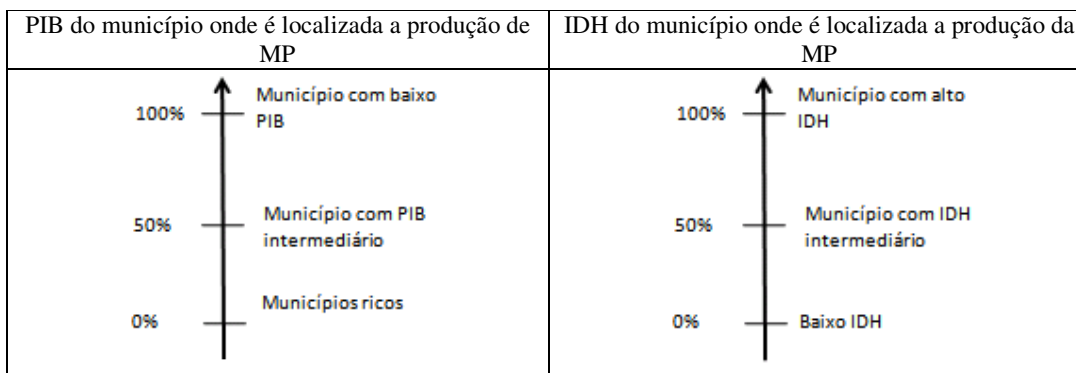 PIB do município onde é localizada a produção de
MP
IDH do município onde é localizada a produção da
MP
100%
Município com baixo
PIB
50%
Município com PIB
intermediário
0%
Municípios ricos
100%
Município com alto
IDH
50%
Município com IDH
intermediário
0%
Baixo IDH